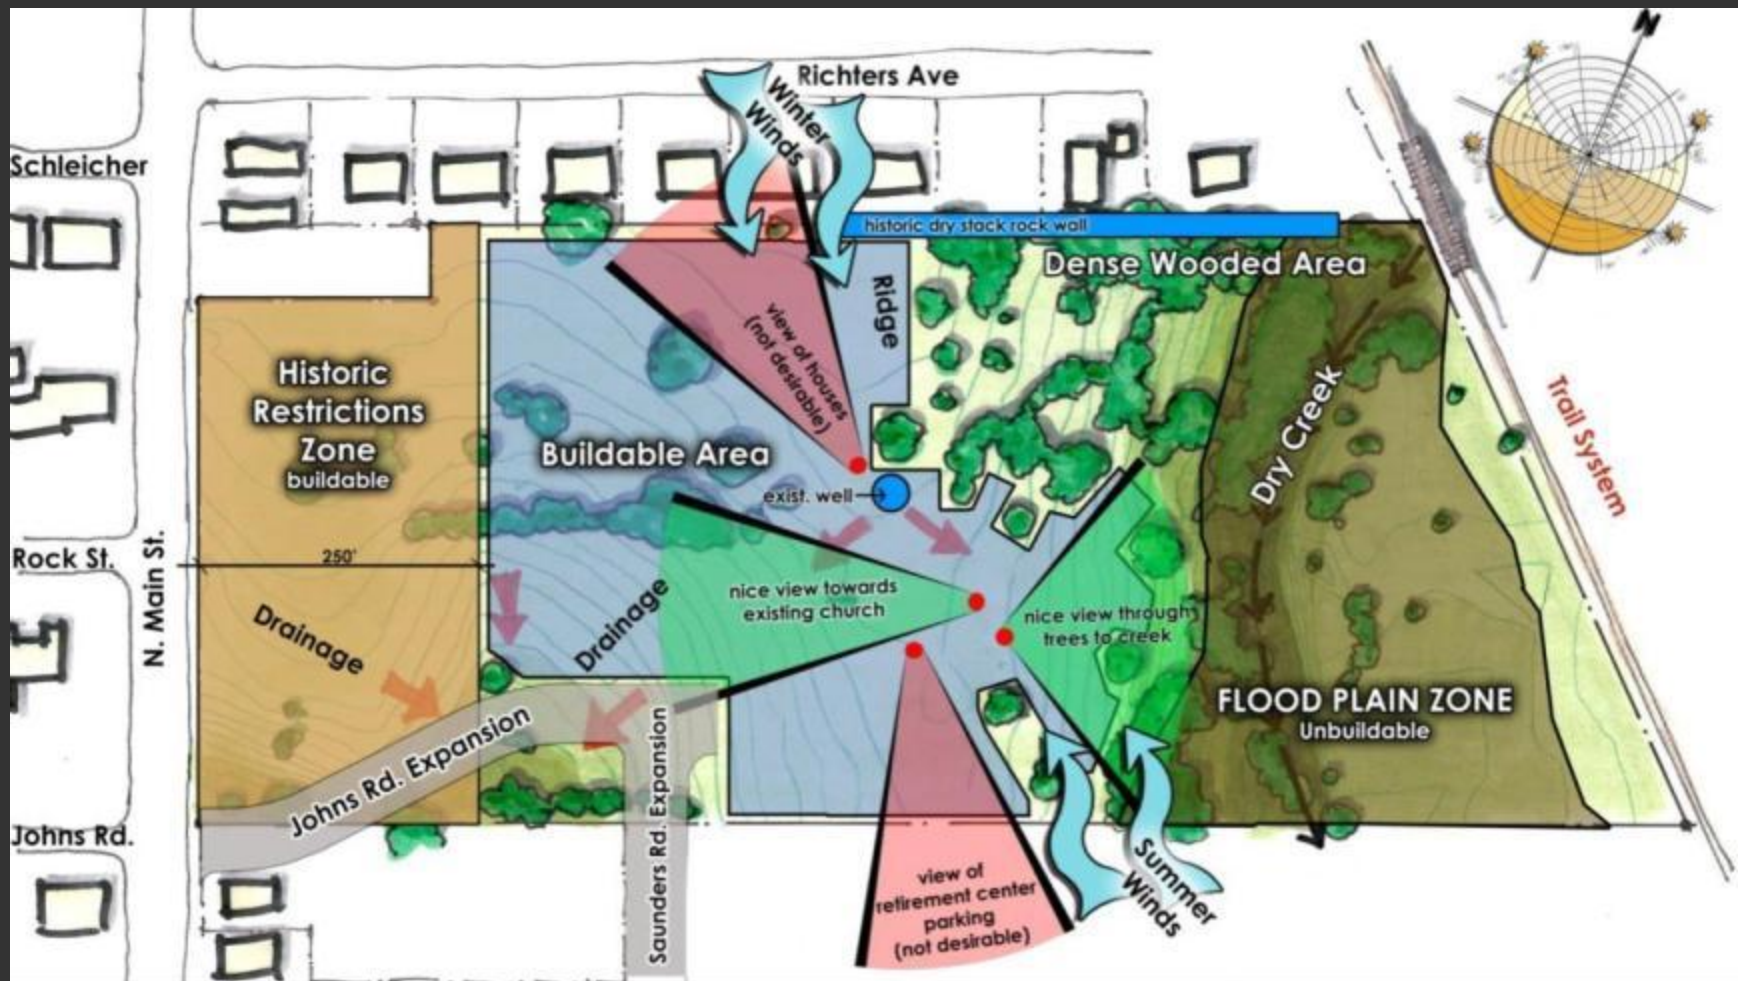 N
Richters Ave
Winter
Winds
Schleicher
historic dry stack rock wall
Dense Wooded Area
Ridge
view of houses
(not desirable)
Historic
Restrictions
Zone
buildable
Buildable Area
Dry Creek
Trail System
exist. well
Rock St.
250'
N. Main St.
nice view towards
existing church
nice view through
trees to creek
Drainage
Drainage
FLOOD PLAIN ZONE
Unbuildable
Johns Rd. Expansion
Saunders Rd. Expansion
Johns Rd.
view of
retirement center
parking
(not desirable)
Summer
Winds